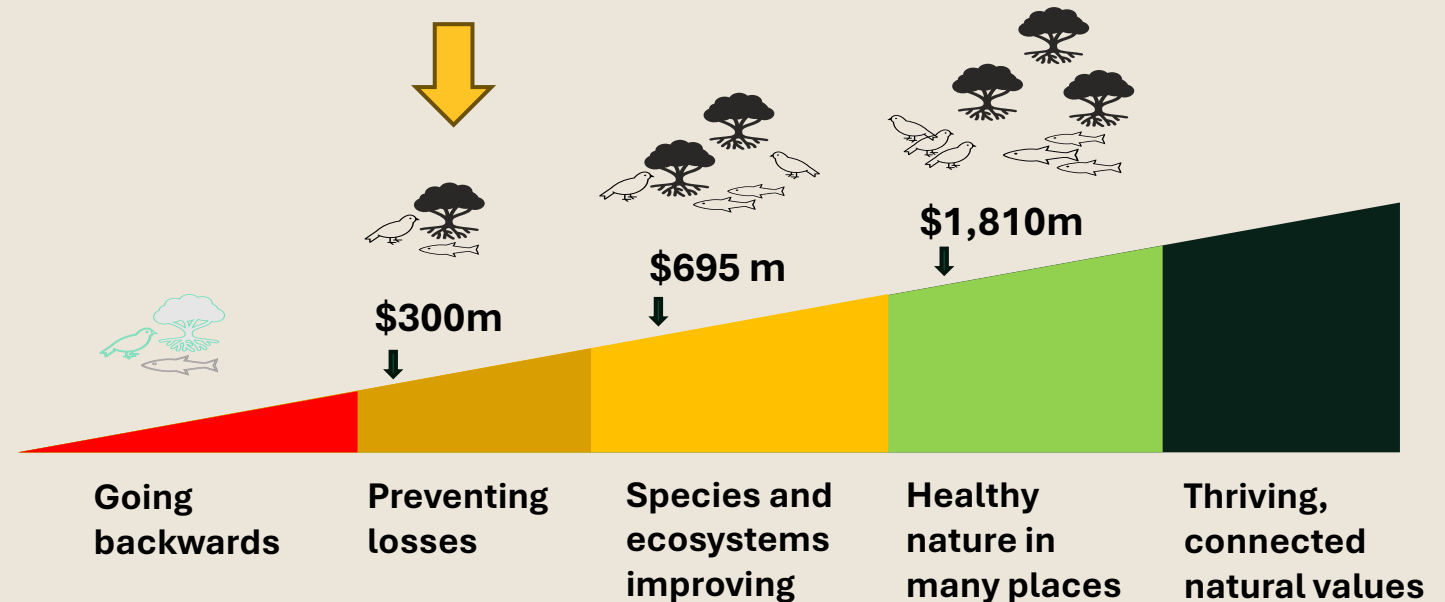 $1,810m
$695 m
$300m
Going
backwards
Preventing
losses
Species and
ecosystems
improving
Healthy
nature in
many places
Thriving,
connected
natural values